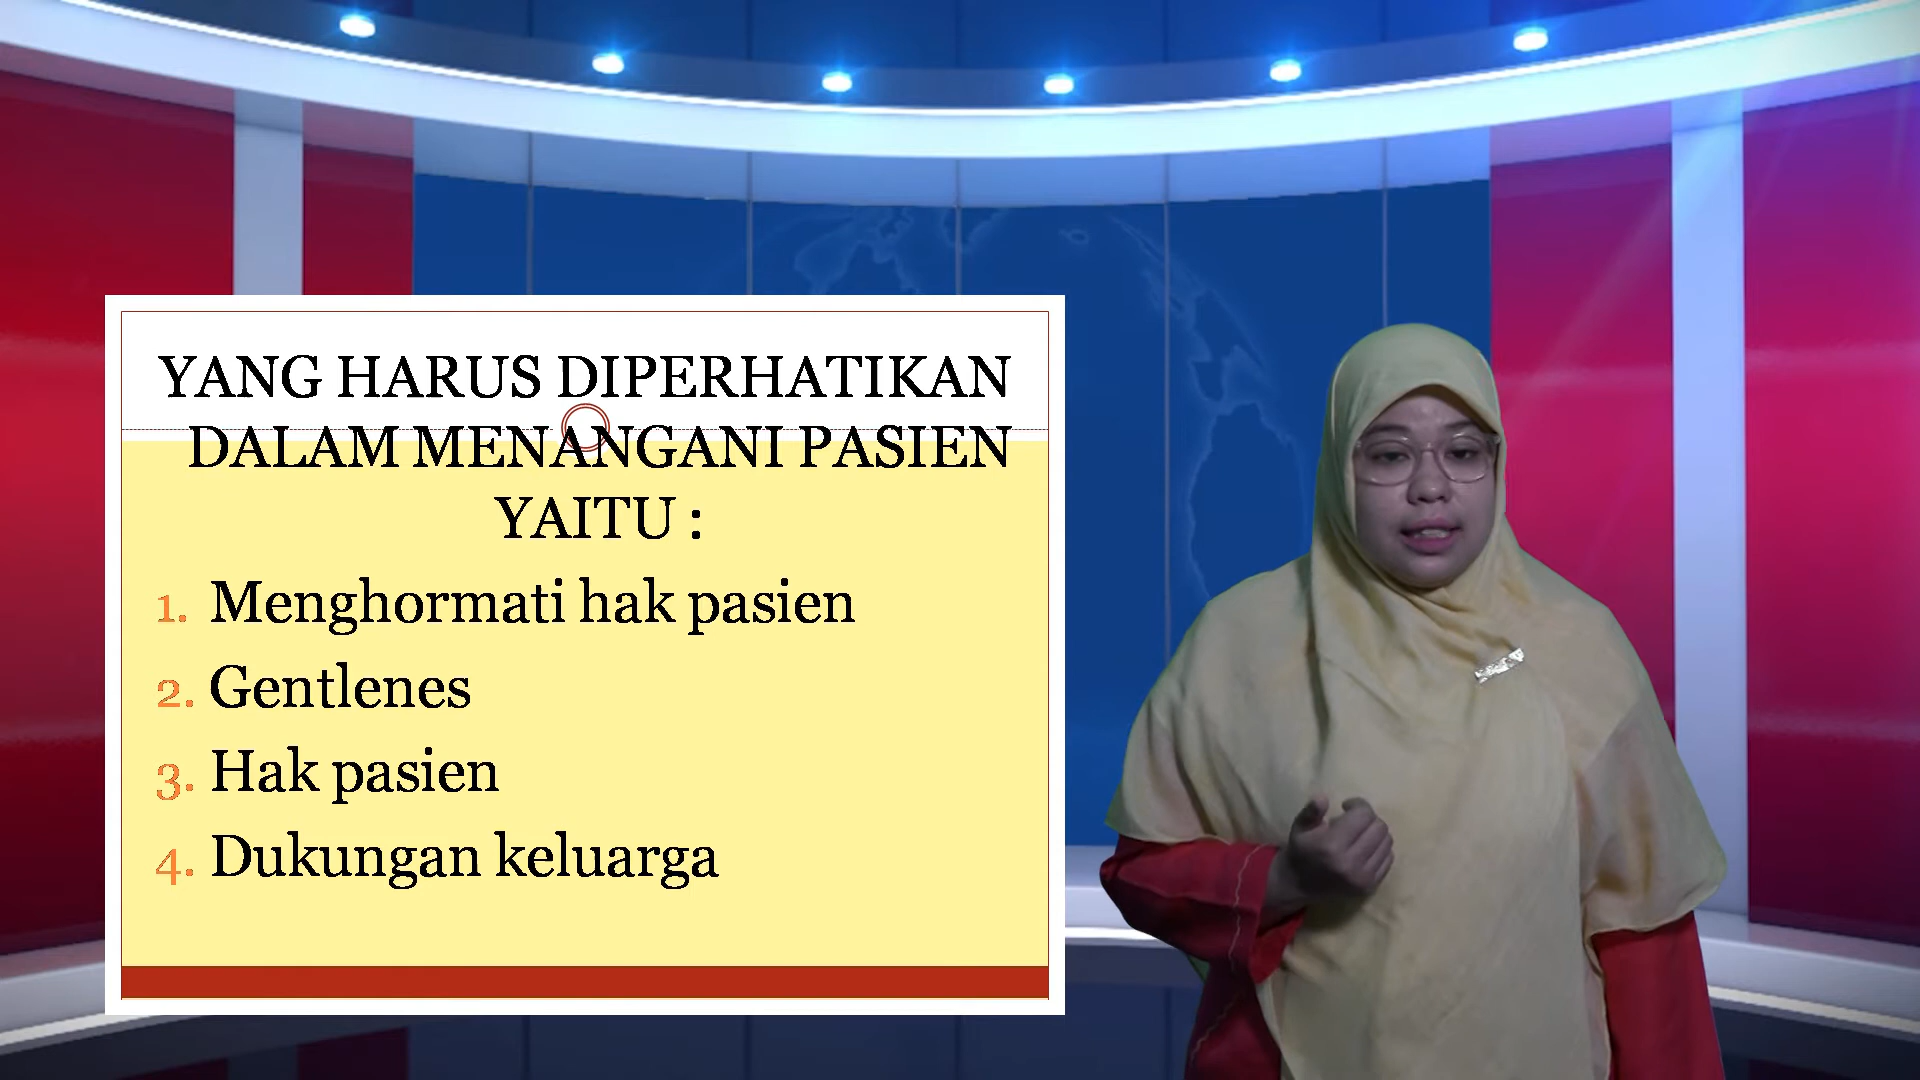 YANG HARUS DIPERHATIKAN
DALAM MENANGANI PASIEN
YAITU :
1. Menghormati hak pasien
2. Gentlenes
3. Hak pasien
4. Dukungan keluarga